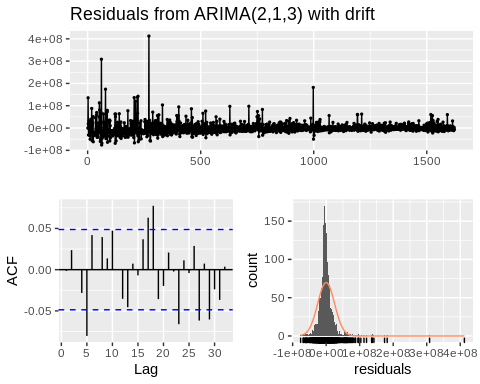 Residuals from ARIMA(2,1,3) with drift
4e+08
3e+08
2e+08
1e+08
0e+00
-1e+08
0 500 1000 1500
ACF
0.05
0.00
-0.05
0 5 10 15 20 25 30
Lag
count
150
100
50
0
-1e+08 0e+00 1e+08 2e+08 3e+08 4e+08
residuals